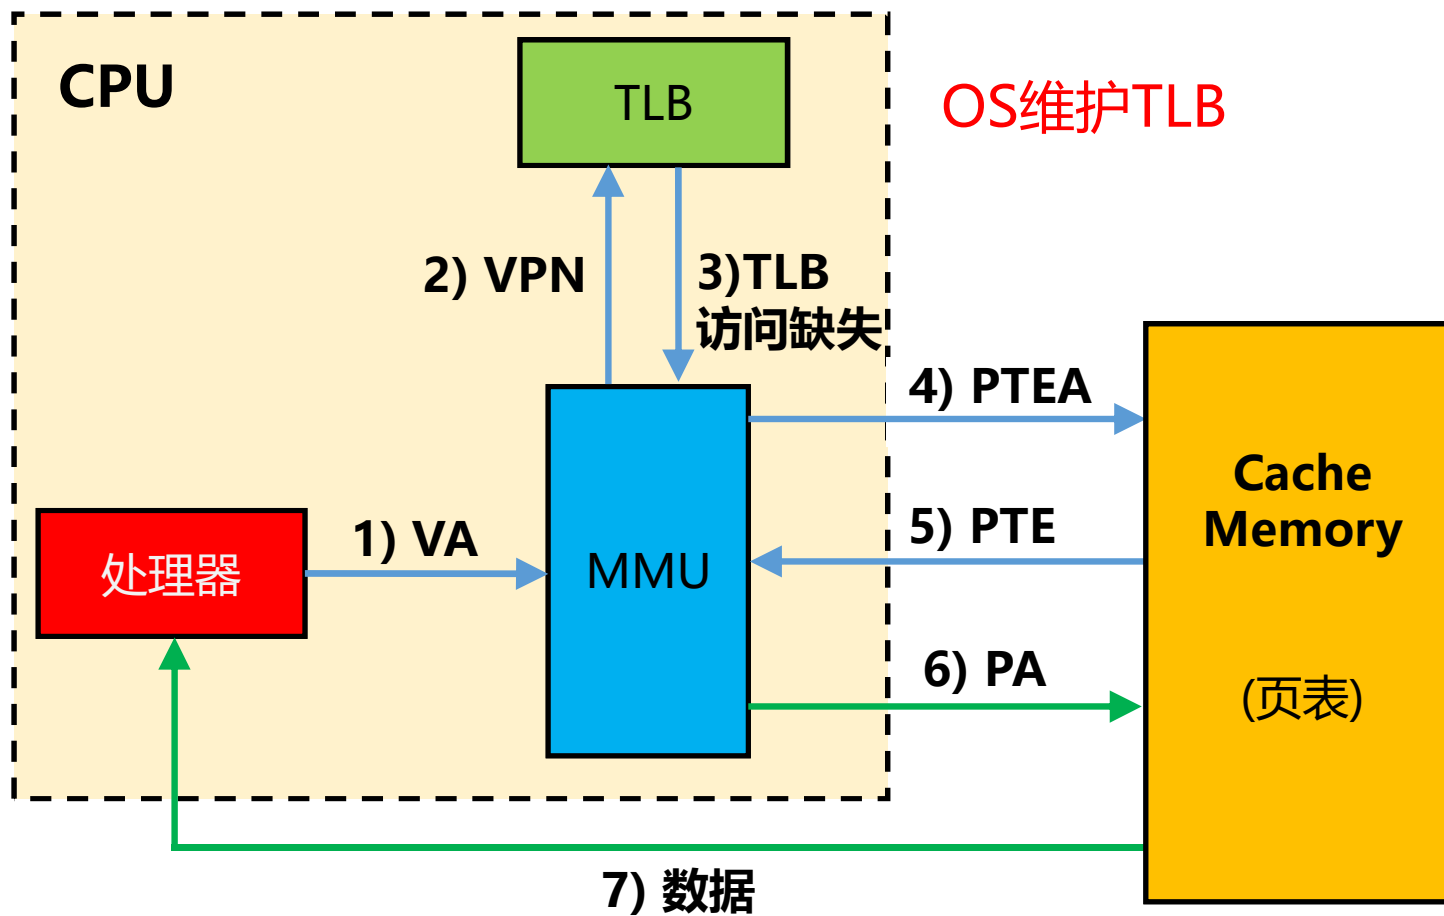 CPU
TLB
OS维护TLB
2) VPN
3)TLB
访问缺失
4) PTEA
Cache
Memory
处理器
1) VA
MMU
5) PTE
6) PA
(页表)
7) 数据